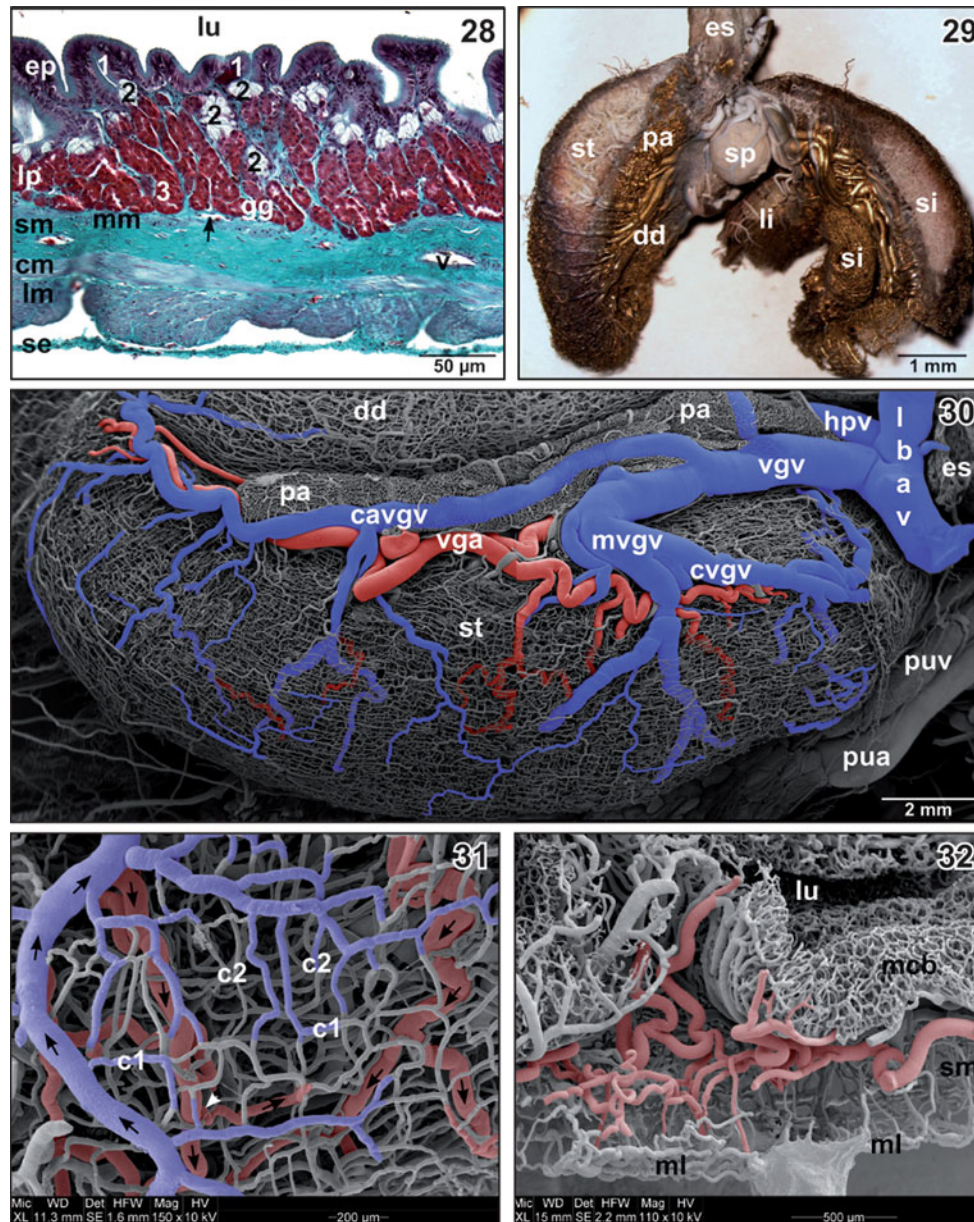 28
lu
ep
1
1
2
2
2
2
lp
3
gg
mm
sm
cm
v
lm
se
50 µm
29
es
st
pa
sp
dd
li
si
si
1 mm
30
dd
pa
hpv
l
b
es
vgv
a
pa
cavgv
v
vga
mvgv
cvgv
st
puv
pua
2 mm
31
c2
c2
c1
c1
Mic WD Det HFW Mag HV
XL 11.3 mm SE 1.6 mm 150 x 10 kV 200 µm
32
lu
mcb
sm
ml
ml
Mic WD Det HFW Mag HV
XL 15 mm SE 2.2 mm 110 x 10 kV 500 µm